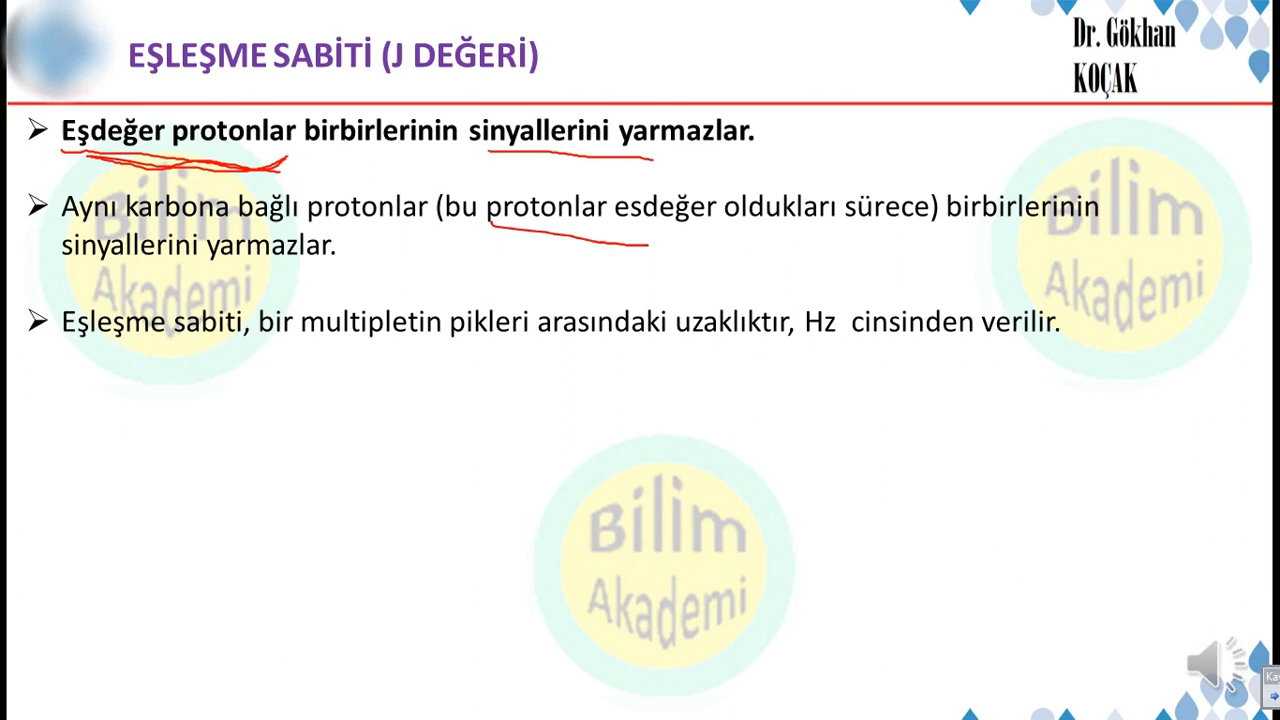 EŞLEŞME SABİTİ (J DEĞERİ)
Dr. Gökhan
KOÇAK
➢ Eşdeğer protonlar birbirlerinin sinyallerini yarmazlar.
➢ Aynı karbona bağlı protonlar (bu protonlar esdeğer oldukları sürece) birbirlerinin
sinyallerini yarmazlar.
➢ Eşleşme sabiti, bir multipletin pikleri arasındaki uzaklıktır, Hz cinsinden verilir.
Bilim
Akademi
Bilim
Akademi
Bilim
Akademi